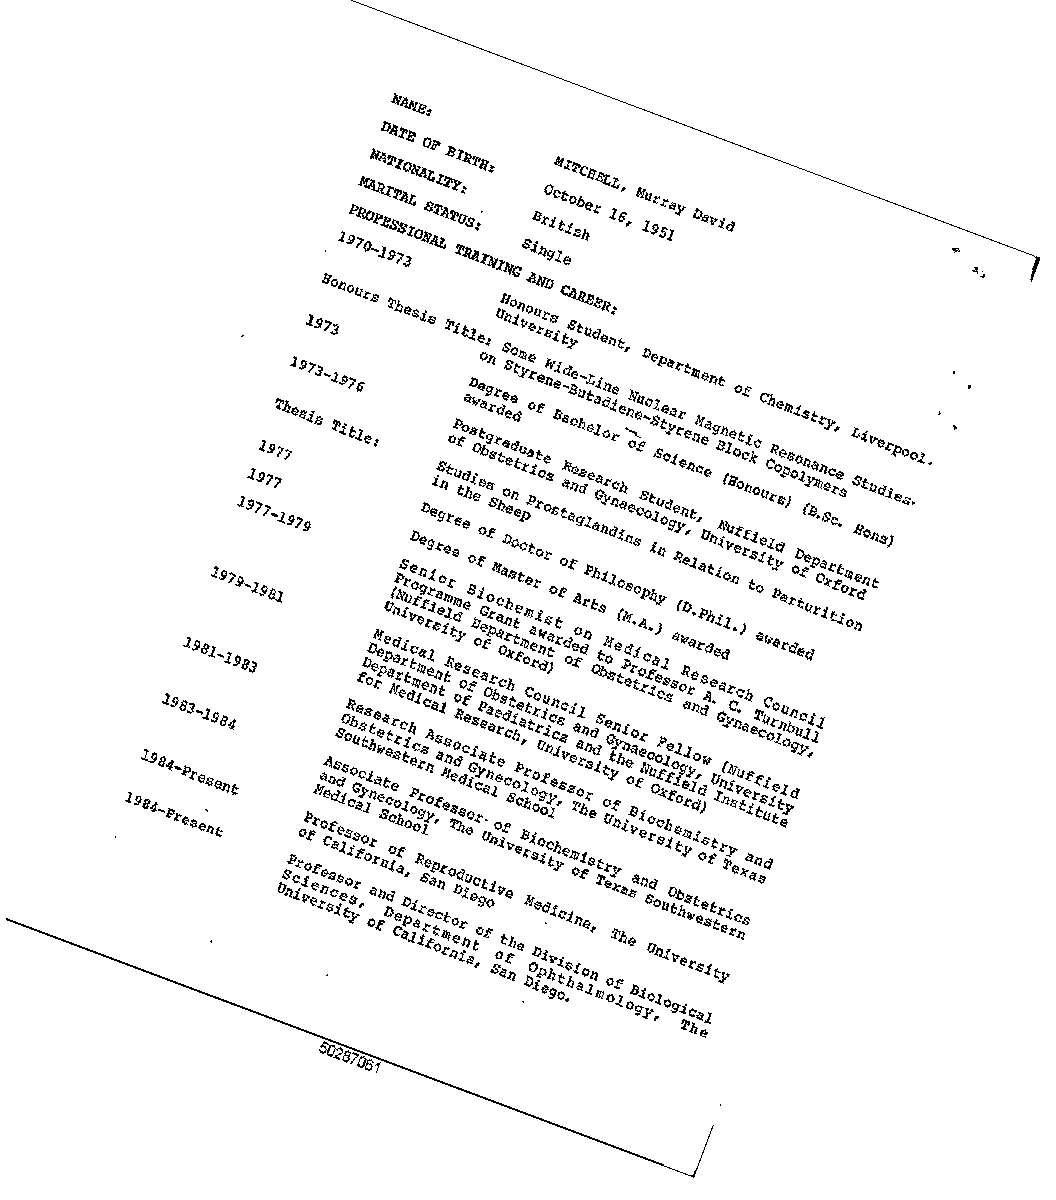 NAME: MITCHELL, Murray David
DATE OF BIRTH: October 16, 1951
NATIONALITY: British
MARITAL STATUS: Single
PROFESSIONAL TRAINING AND CAREER:
1970-1973 Honours Student, Department of Chemistry, Liverpool
University
Honours Thesis Title: Some Wide-Line Nuclear Magnetic Resonance Studies
on Styrene-Butadiene-Styrene Block Copolymers
1973 Degree of Bachelor of Science (Honours) (B.Sc. Hons)
awarded
1973-1976 Postgraduate Research Student, Nuffield Department
of Obstetrics and Gynaecology, University of Oxford
Thesis Title: Studies on Prostaglandins in Relation to Parturition
in the Sheep
1977 Degree of Doctor of Philosophy (D.Phil.) awarded
1977 Degree of Master of Arts (M.A.) awarded
1977-1979 Senior Biochemist on Medical Research Council
Programme Grant awarded to Professor A. C. Turnbull
(Nuffield Department of Obstetrics and Gynaecology,
University of Oxford)
1979-1981 Medical Research Council Senior Fellow (Nuffield
Department of Obstetrics and Gynaecology, University
Department of Paediatrics and the Nuffield Institute
for Medical Research, University of Oxford)
1981-1983 Research Associate Professor of Biochemistry and
Obstetrics and Gynecology, The University of Texas
Southwestern Medical School
1983-1984 Associate Professor of Biochemistry and Obstetrics
and Gynecology, The University of Texas Southwestern
Medical School
1984-Present Professor of Reproductive Medicine, The University
of California, San Diego
1984-Present Professor and Director of the Division of Biological
Sciences, Department of Ophthalmology, The
University of California, San Diego.
50287061